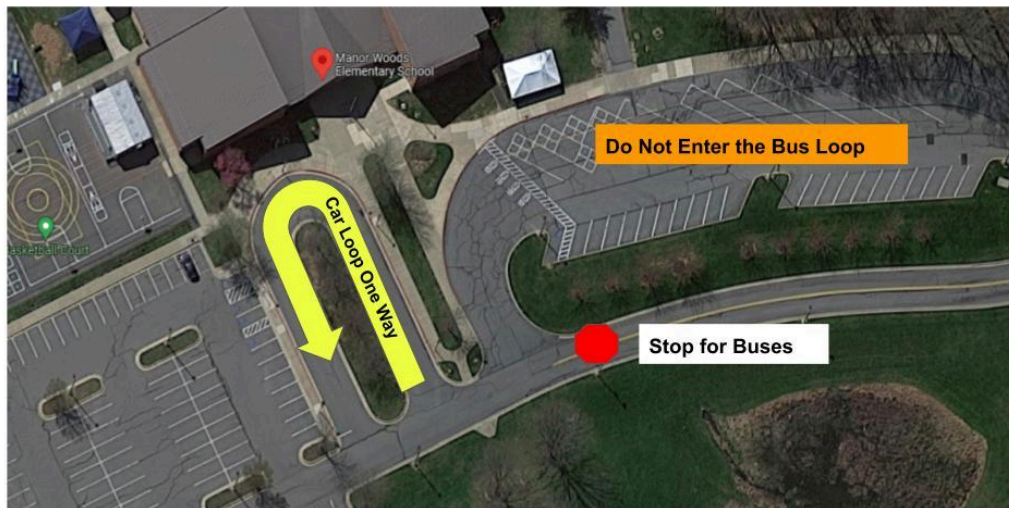 Manor Woods
Elementary School
Do Not Enter the Bus Loop
Car Loop One Way
Basketball Court
Stop for Buses